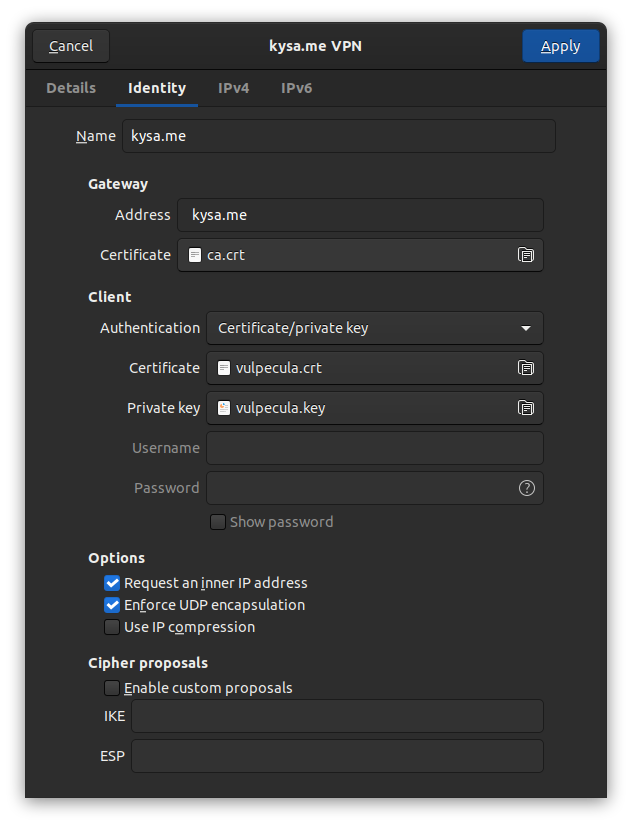 Cancel kysa.me VPN Apply
Details Identity IPv4 IPv6
Name kysa.me
Gateway
Address kysa.me
Certificate ca.crt
Client
Authentication Certificate/private key
Certificate vulpecula.crt
Private key vulpecula.key
Username
Password ?
Show password
Options
Request an inner IP address
Enforce UDP encapsulation
Use IP compression
Cipher proposals
Enable custom proposals
IKE
ESP